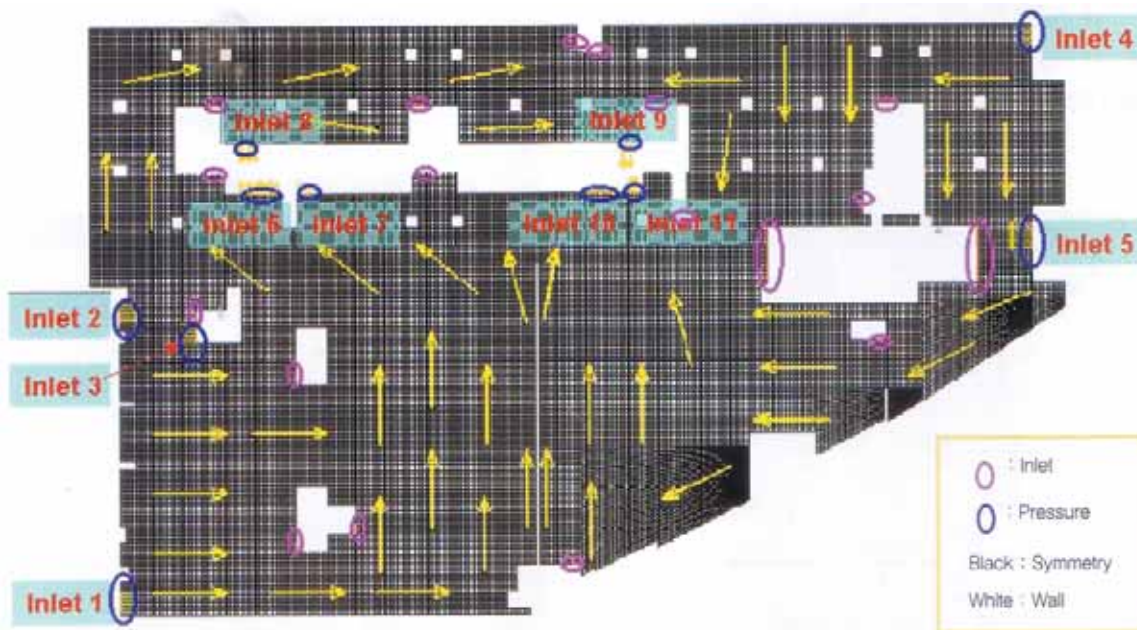 Inlet 4
Inlet 8
Inlet 9
Inlet 6
Inlet 7
Inlet 10
Inlet 11
Inlet 5
Inlet 2
Inlet 3
Inlet 1
: Inlet
: Pressure
Black : Symmetry
White : Wall